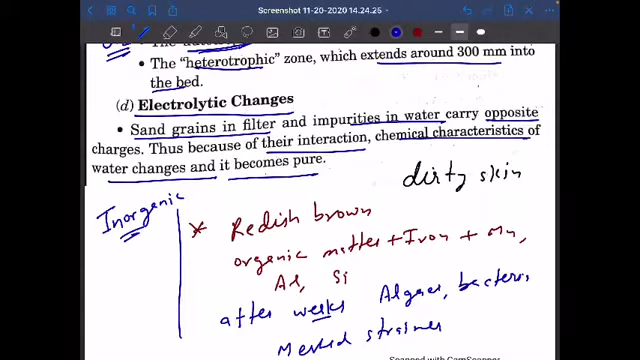 Screenshot 11-20-2020 14.24.25
• The "heterotrophic" zone, which extends around 300 mm into
the bed.
(d) Electrolytic Changes
• Sand grains in filter and impurities in water carry opposite
charges. Thus because of their interaction, chemical characteristics of
water changes and it becomes pure.
dirty skin
Inorganic
* Redish brown
organic matter + Iron + Mn,
Al, Si
after weeks Algaes, bacteria
Meshed strainer